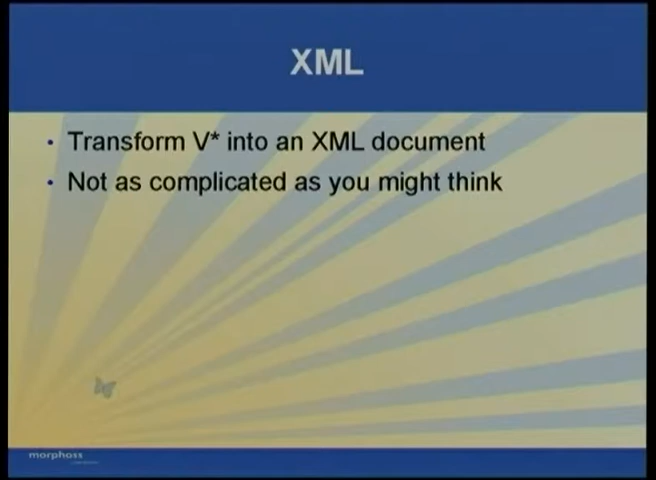 XML
• Transform V* into an XML document
• Not as complicated as you might think
morphoss